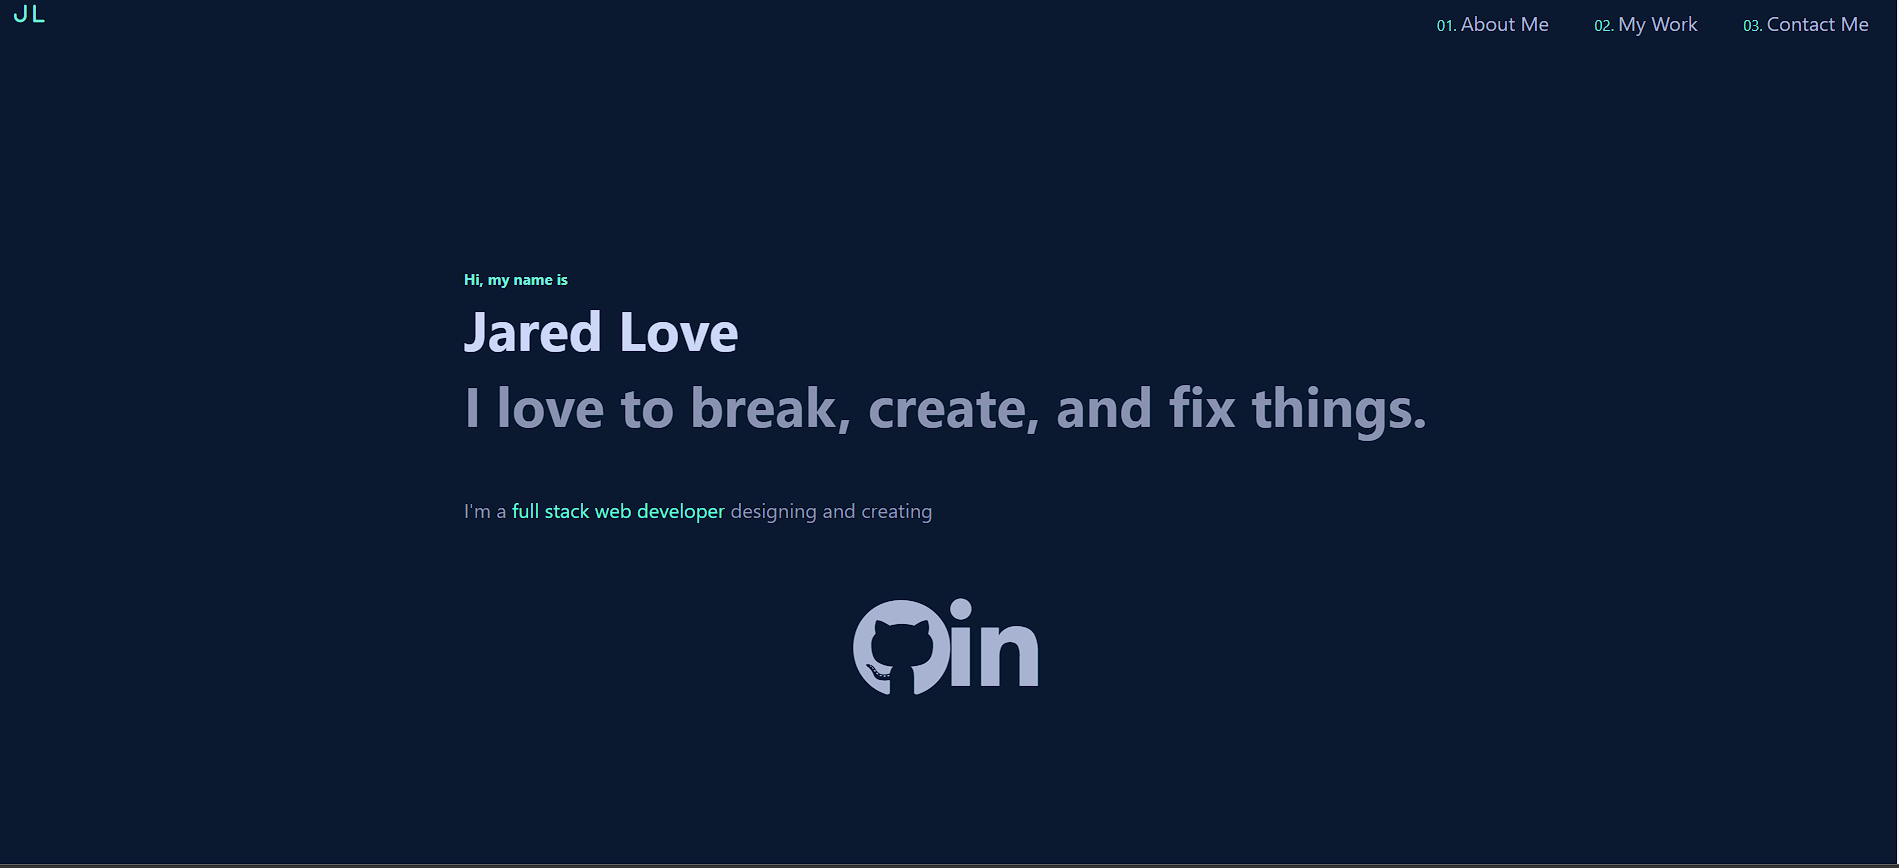 JL
01. About Me 02. My Work 03. Contact Me
Hi, my name is
Jared Love
I love to break, create, and fix things.
I'm a full stack web developer designing and creating
in